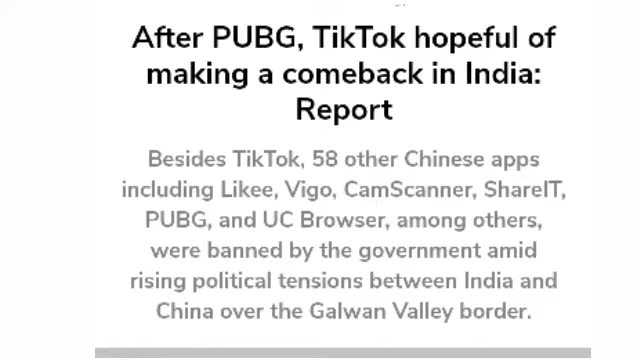 After PUBG, TikTok hopeful of
making a comeback in India:
Report
Besides TikTok, 58 other Chinese apps
including Likee, Vigo, CamScanner, ShareIT,
PUBG, and UC Browser, among others,
were banned by the government amid
rising political tensions between India and
China over the Galwan Valley border.